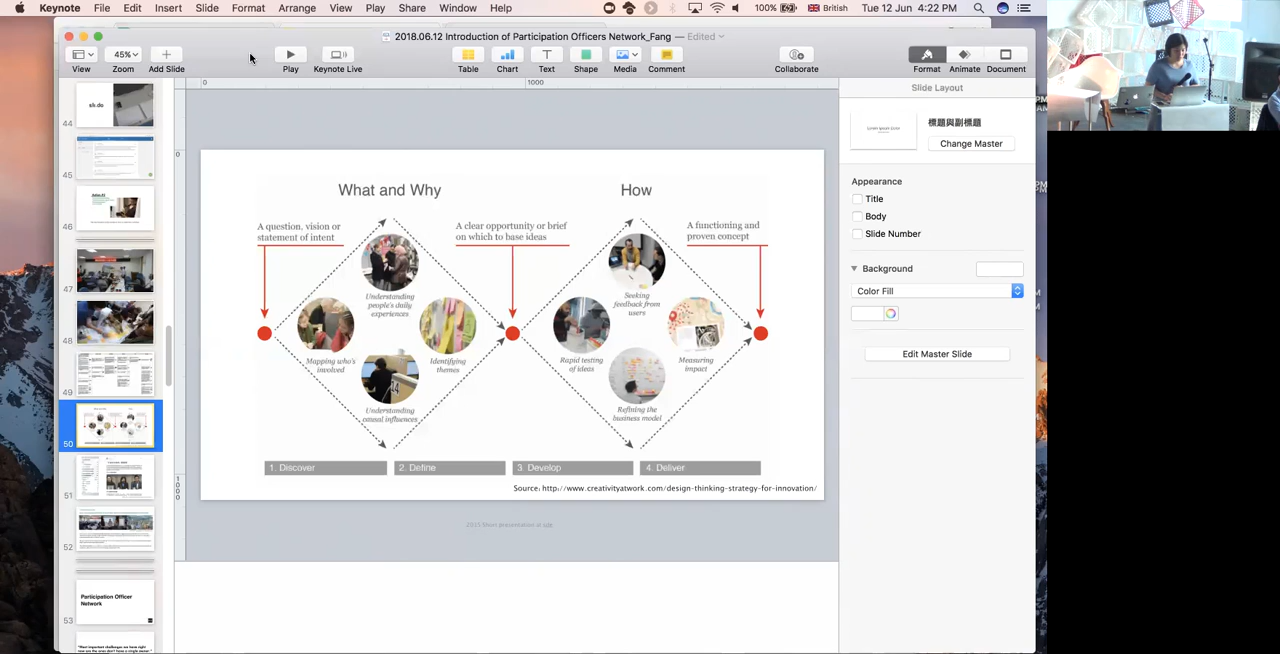 Keynote File Edit Insert Slide Format Arrange View Play Share Window Help 100% British Tue 12 Jun 4:22 PM
2018.06.12 Introduction of Participation Officers Network_Fang — Edited
45%
View Zoom Add Slide Play Keynote Live Table Chart Text Shape Media Comment Collaborate Format Animate Document
0 1000
Slide Layout
標題與副標題
Change Master
Appearance
Title
Body
Slide Number
Background
Color Fill
Edit Master Slide
sli.do
44
45
46
47
48
49
50
51
52
Participation Officer
Network
53
0
1000
What and Why
How
A question, vision or
statement of intent
A clear opportunity or brief
on which to base ideas
A functioning and
proven concept
Understanding
people's daily
experiences
Mapping who's
involved
Identifying
themes
Understanding
causal influences
Seeking
feedback from
users
Rapid testing
of ideas
Measuring
impact
Refining the
business model
1. Discover
2. Define
3. Develop
4. Deliver
Source: http://www.creativityatwork.com/design-thinking-strategy-for-innovation/